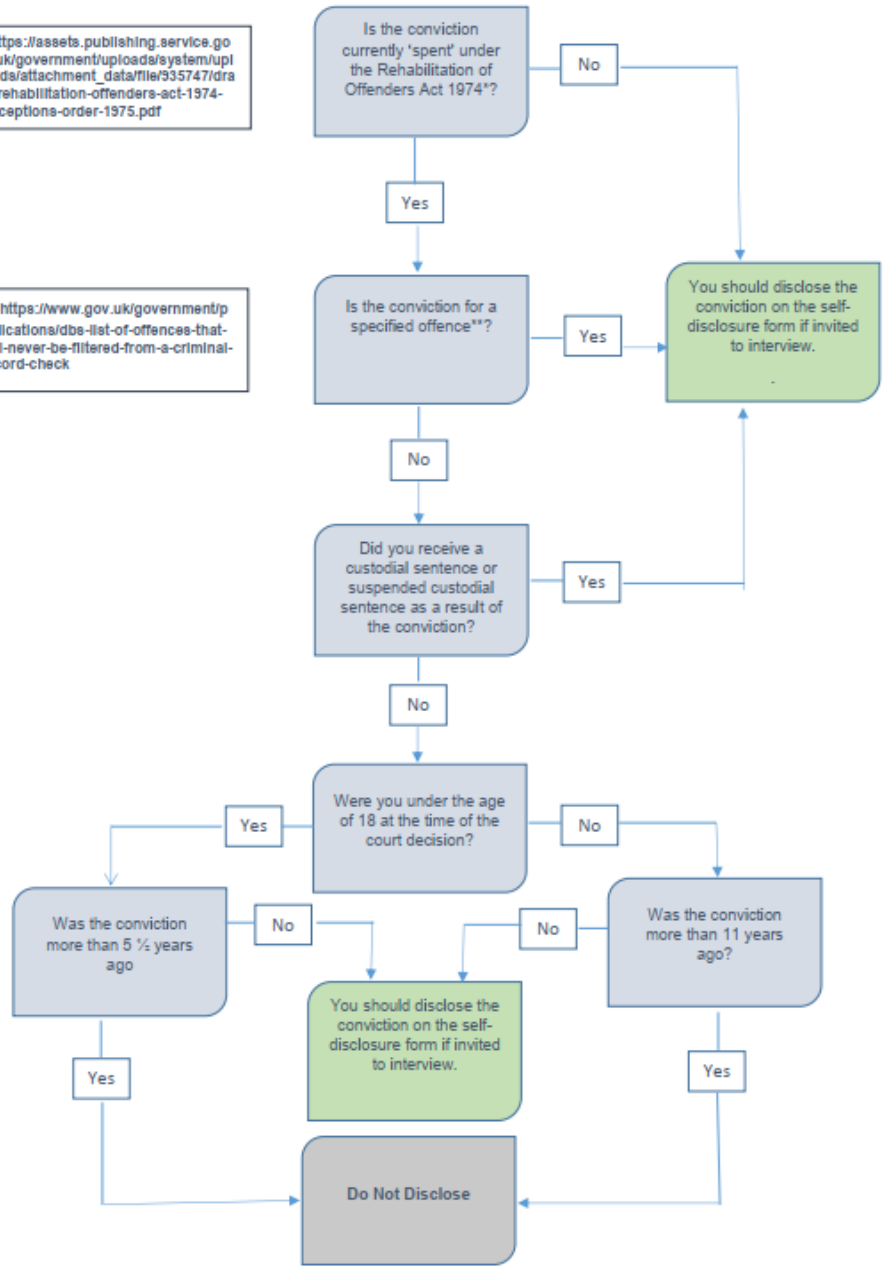 Is the conviction
currently 'spent' under
the Rehabilitation of
Offenders Act 1974*?
No
ttps://assets.publishing.service.go
uk/government/uploads/system/upl
ds/attachment_data/file/935747/dra
rehabilitation-offenders-act-1974-
ceptions-order-1975.pdf
Yes
Is the conviction for a
specified offence**?
Yes
You should disclose the
conviction on the self-
disclosure form if invited
to interview.
.
https://www.gov.uk/government/p
lications/dbs-list-of-offences-that-
l-never-be-filtered-from-a-criminal-
cord-check
No
Did you receive a
custodial sentence or
suspended custodial
sentence as a result of
the conviction?
Yes
No
Were you under the age
of 18 at the time of the
court decision?
Yes
No
Was the conviction
more than 5 ½ years
ago
No
No
Was the conviction
more than 11 years
ago?
You should disclose the
conviction on the self-
disclosure form if invited
to interview.
Yes
Yes
Do Not Disclose